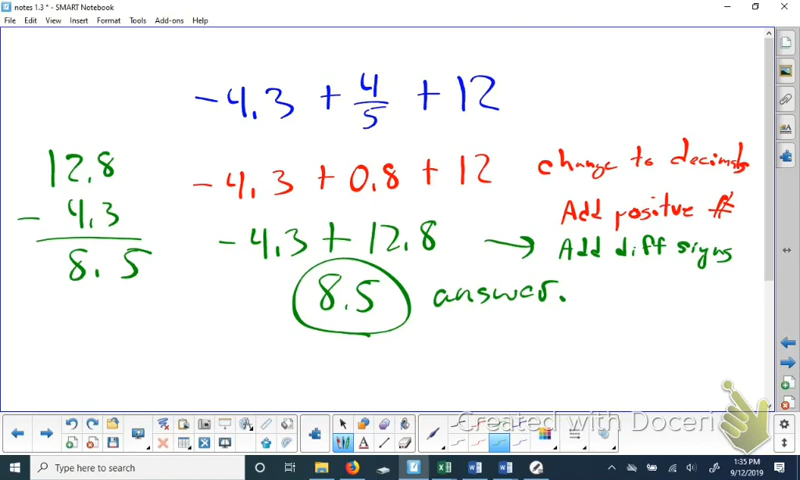 notes 1.3 * - SMART Notebook
File Edit View Insert Format Tools Add-ons Help
-4.3 + 4/5 + 12
12.8
- 4.3
8.5
-4.3 + 0.8 + 12 change to decimals
Add positive #
-4.3 + 12.8 → Add diff signs
8.5 answer.
Created with Doceri
Type here to search
1:35 PM
9/12/2019